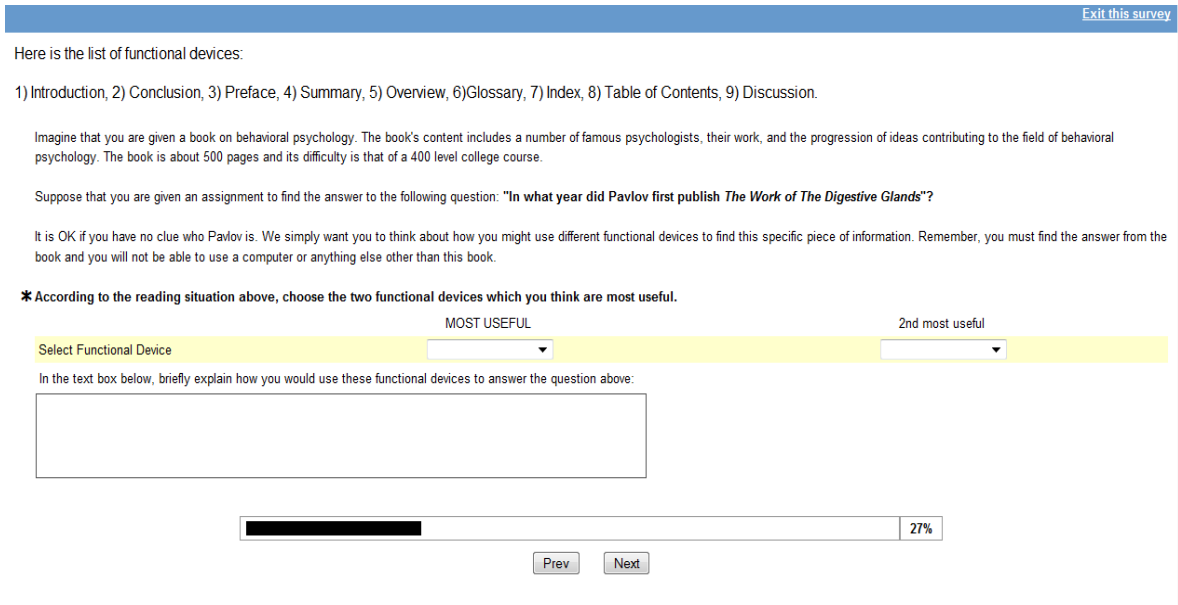 Exit this survey
Here is the list of functional devices:
1) Introduction, 2) Conclusion, 3) Preface, 4) Summary, 5) Overview, 6)Glossary, 7) Index, 8) Table of Contents, 9) Discussion.
Imagine that you are given a book on behavioral psychology. The book's content includes a number of famous psychologists, their work, and the progression of ideas contributing to the field of behavioral
psychology. The book is about 500 pages and its difficulty is that of a 400 level college course.
Suppose that you are given an assignment to find the answer to the following question: "In what year did Pavlov first publish The Work of The Digestive Glands"?
It is OK if you have no clue who Pavlov is. We simply want you to think about how you might use different functional devices to find this specific piece of information. Remember, you must find the answer from the
book and you will not be able to use a computer or anything else other than this book.
* According to the reading situation above, choose the two functional devices which you think are most useful.
MOST USEFUL 2nd most useful
Select Functional Device
In the text box below, briefly explain how you would use these functional devices to answer the question above:
27%
Prev Next